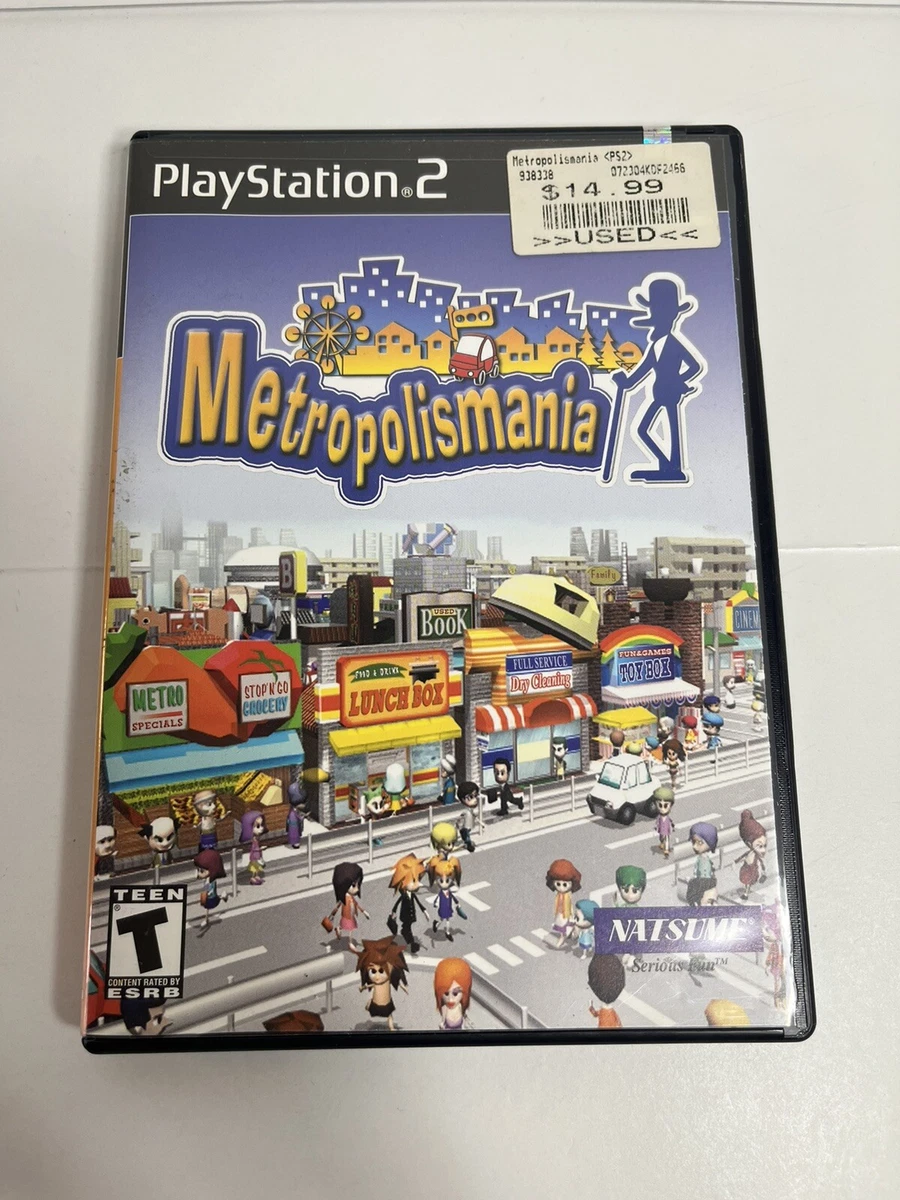 PlayStation®2
Metropolismania <PS2>
938338 072304KDF2466
$14.99
>>USED<<
Metropolismania
B
Family
USED
BOOK
CINEM
FULL SERVICE
Dry Cleaning
FUN&GAMES
TOY BOX
FOOD & DRINK
LUNCH BOX
METRO
SPECIALS
STOP'N'GO
GROCERY
TEEN
T
CONTENT RATED BY
ESRB
NATSUME
Serious Fun™